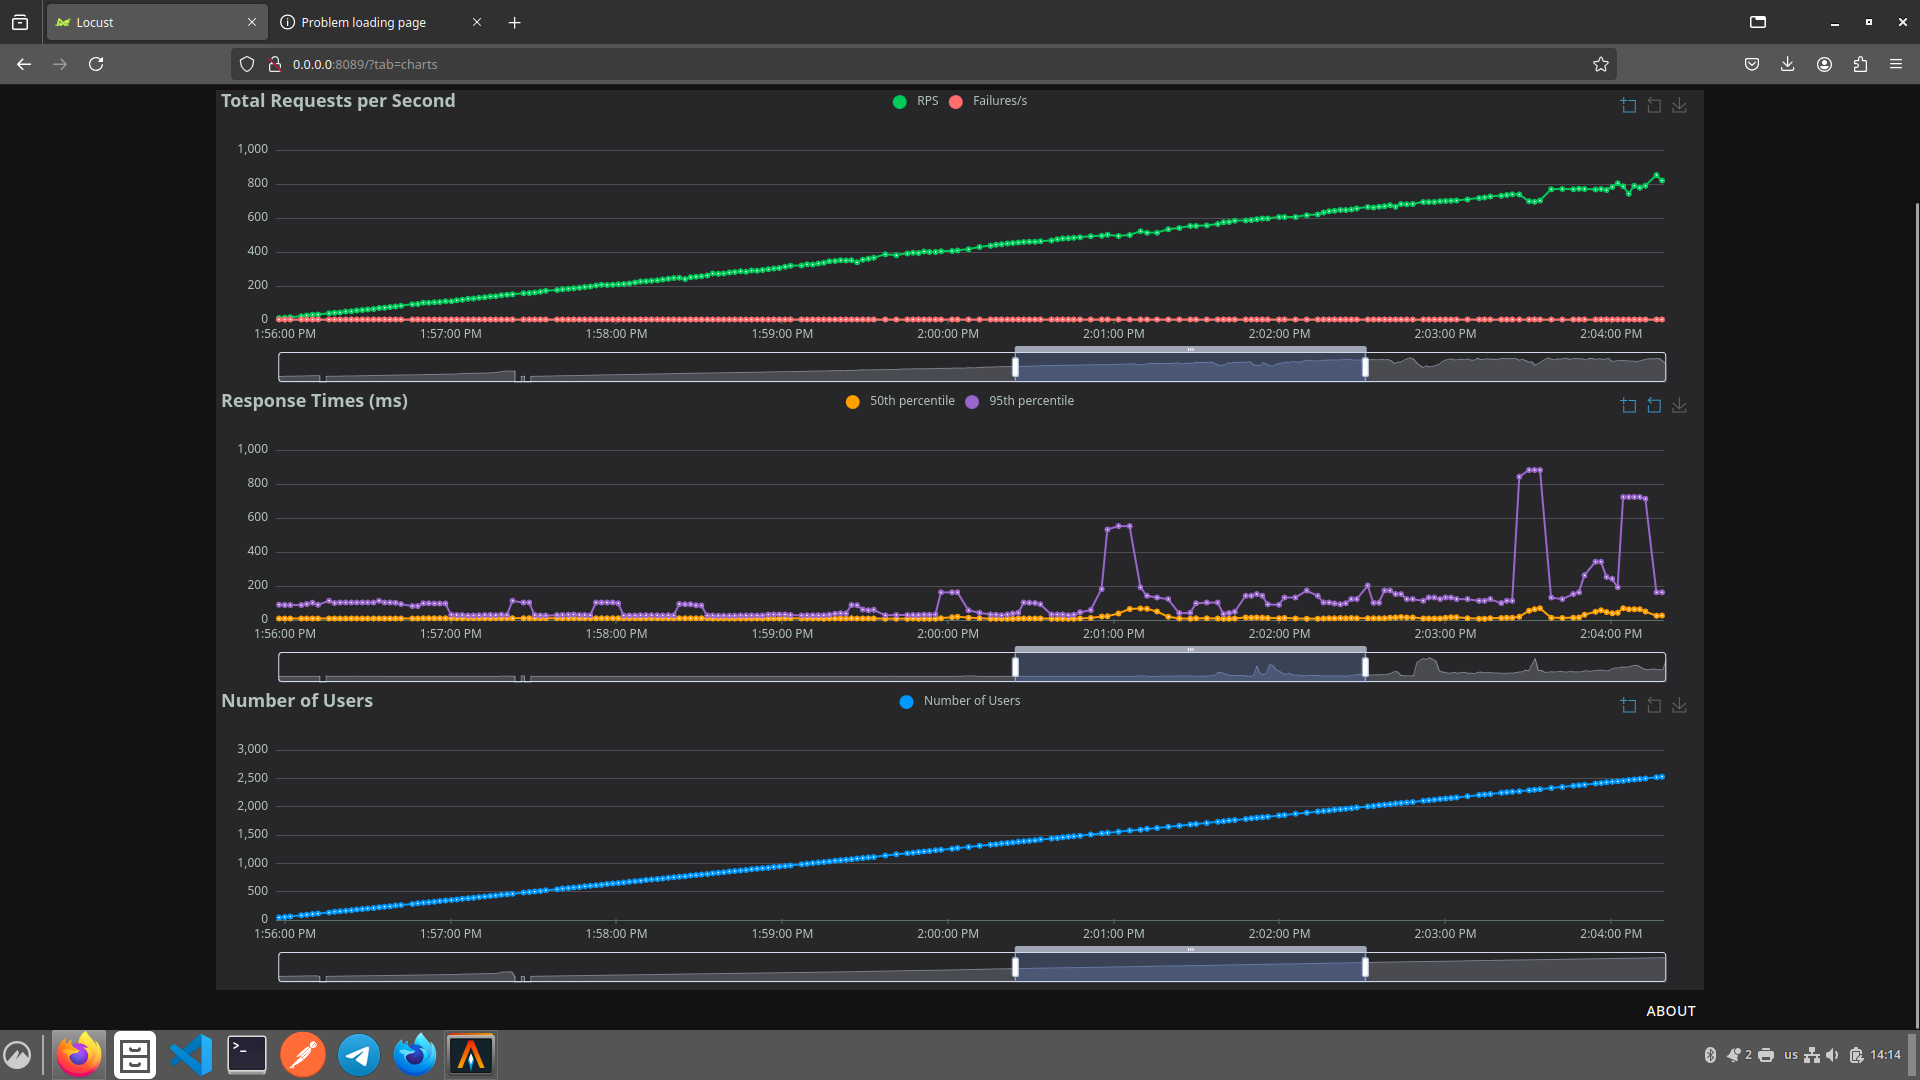 Locust
Problem loading page
0.0.0.0:8089/?tab=charts
Total Requests per Second
RPS
Failures/s
1,000
800
600
400
200
0
1:56:00 PM 1:57:00 PM 1:58:00 PM 1:59:00 PM 2:00:00 PM 2:01:00 PM 2:02:00 PM 2:03:00 PM 2:04:00 PM
Response Times (ms)
50th percentile
95th percentile
1,000
800
600
400
200
0
1:56:00 PM 1:57:00 PM 1:58:00 PM 1:59:00 PM 2:00:00 PM 2:01:00 PM 2:02:00 PM 2:03:00 PM 2:04:00 PM
Number of Users
Number of Users
3,000
2,500
2,000
1,500
1,000
500
0
1:56:00 PM 1:57:00 PM 1:58:00 PM 1:59:00 PM 2:00:00 PM 2:01:00 PM 2:02:00 PM 2:03:00 PM 2:04:00 PM
ABOUT
2 us 14:14